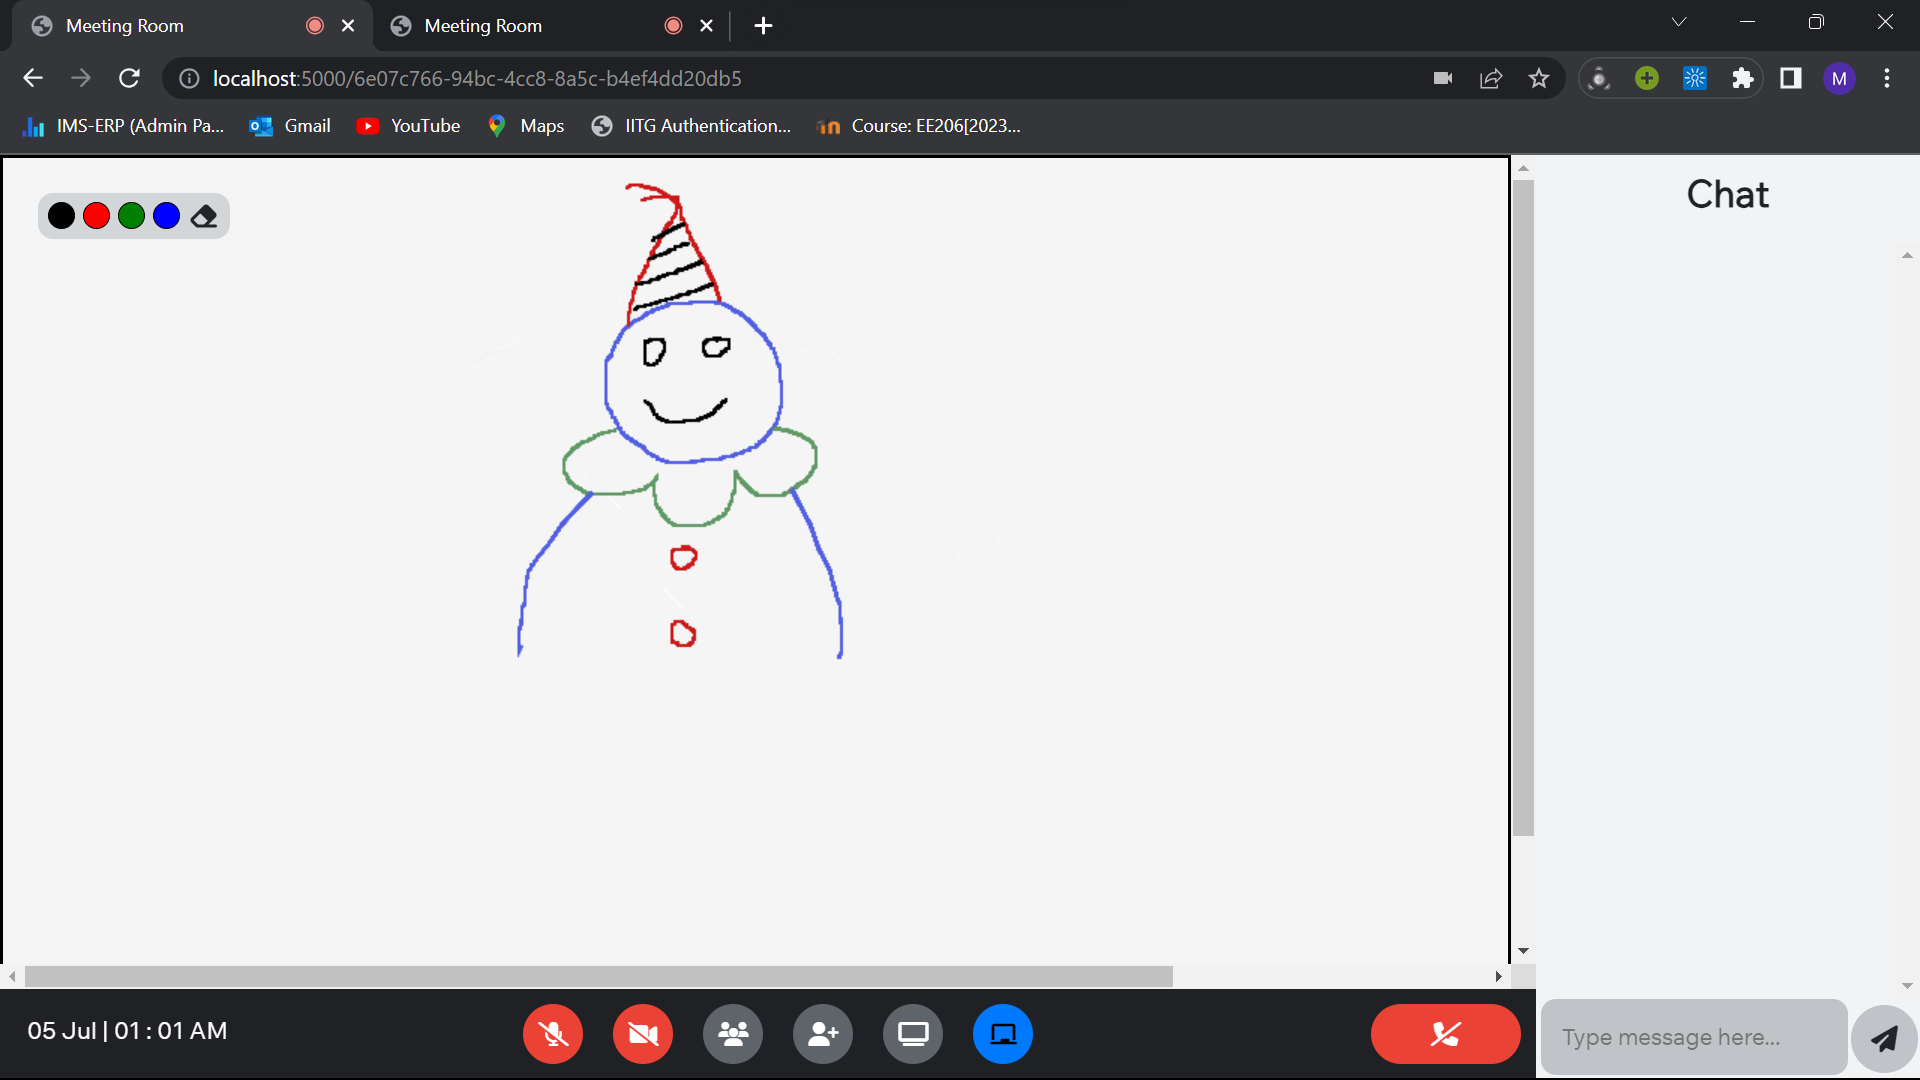 Meeting Room
Meeting Room
localhost:5000/6e07c766-94bc-4cc8-8a5c-b4ef4dd20db5
M
IMS-ERP (Admin Pa...
Gmail
YouTube
Maps
IITG Authentication...
Course: EE206[2023...
Chat
05 Jul | 01 : 01 AM
Type message here...